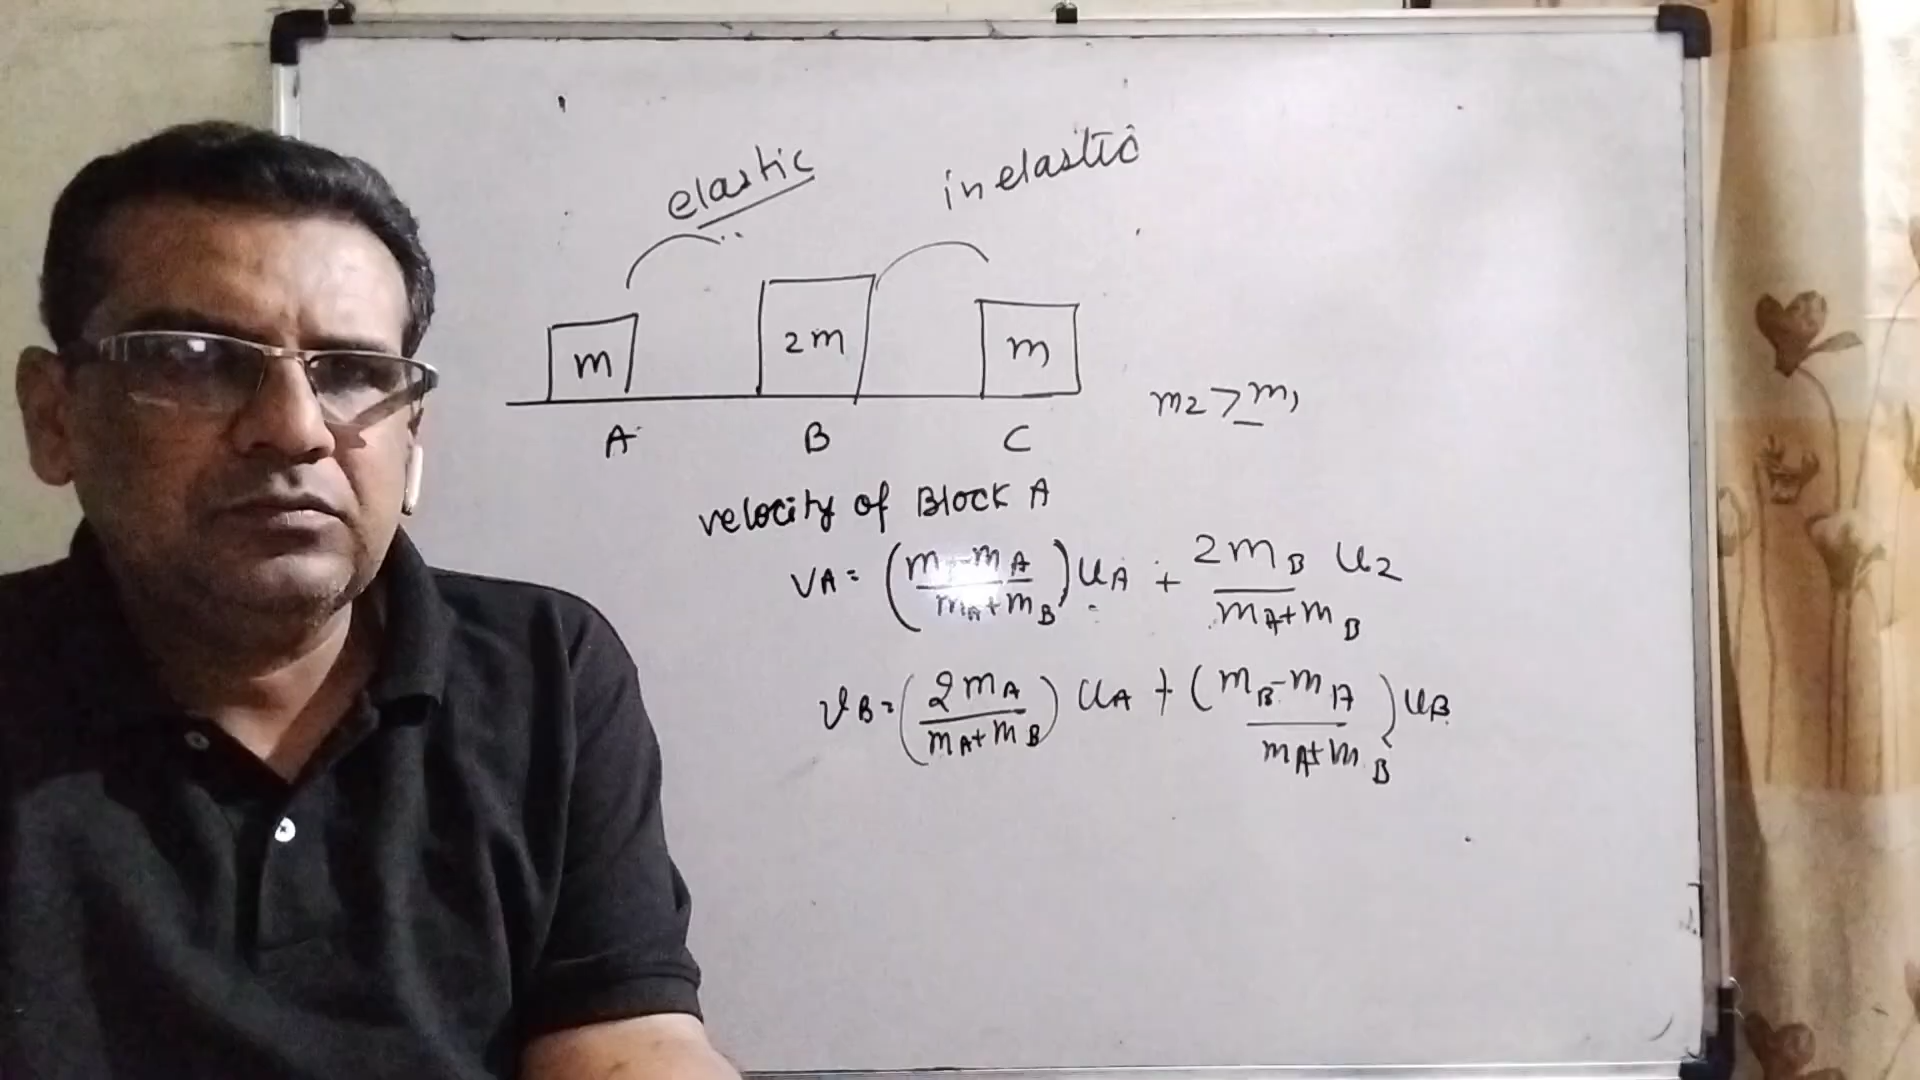 elastic
inelastic
m
2m
m
A
B
C
m2 > m1
velocity of Block A
VA = (m - mA / mA + mB) uA + 2mB u2 / mA + mB
vB = (2mA / mA + mB) uA + (mB - mA / mA + mB) uB